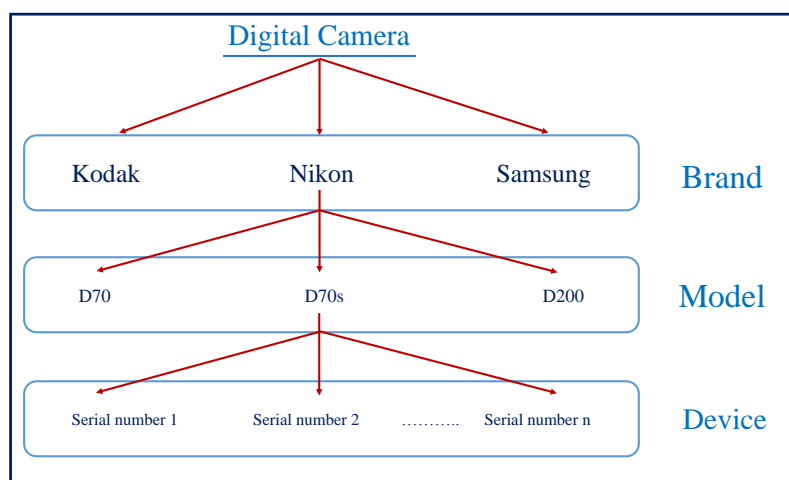 Digital Camera
Kodak Nikon Samsung Brand
D70 D70s D200 Model
Serial number 1 Serial number 2 ……….. Serial number n Device